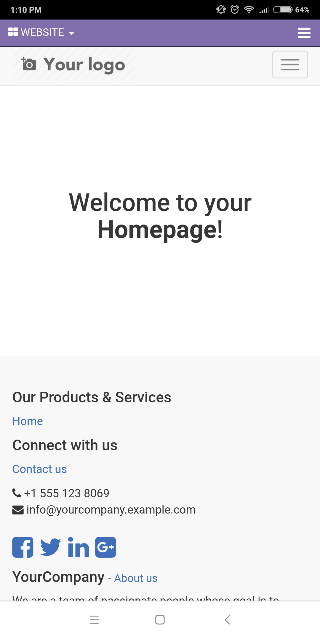 1:10 PM 64%
WEBSITE
Your logo
Welcome to your
Homepage!
Our Products & Services
Home
Connect with us
Contact us
+1 555 123 8069
info@yourcompany.example.com
YourCompany - About us
We are a team of passionate people whose goal is to